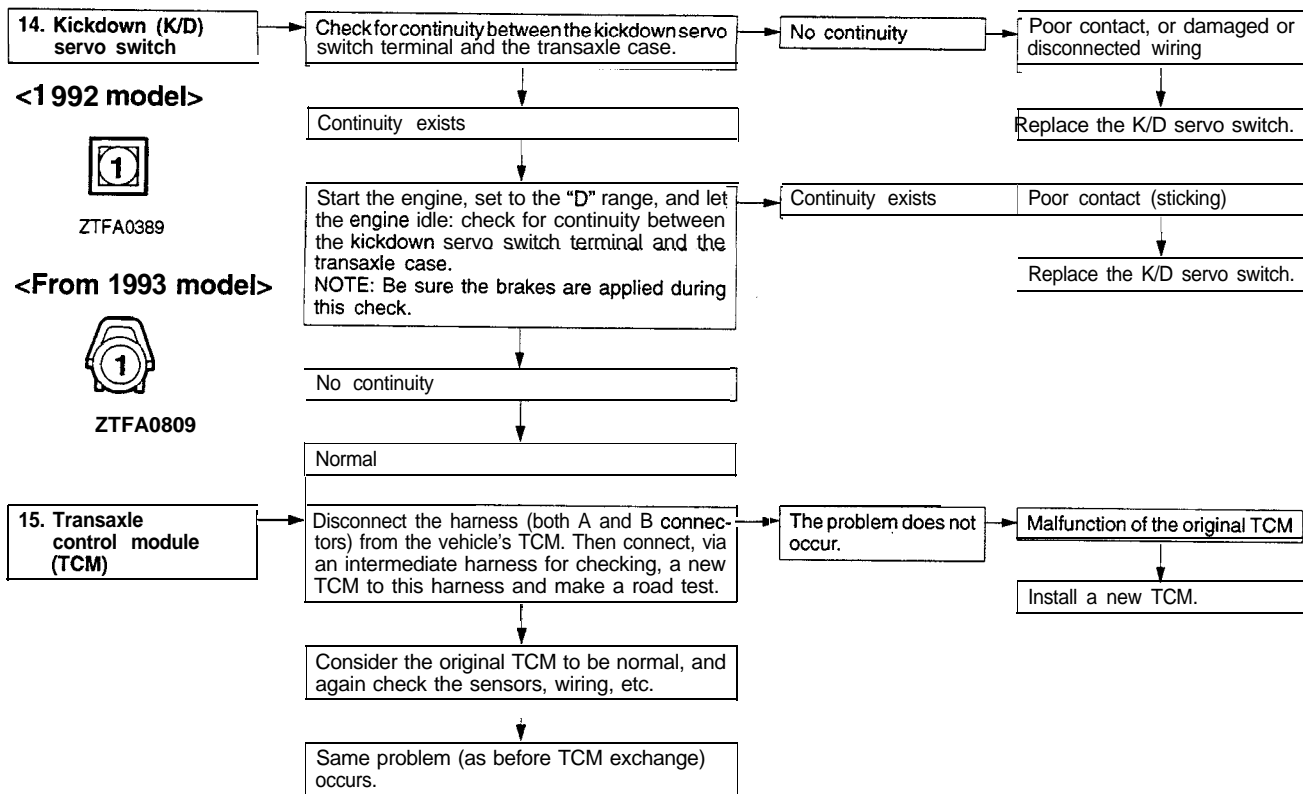 14. Kickdown (K/D)
servo switch
Check for continuity between the kickdown servo
switch terminal and the transaxle case.
No continuity
Poor contact, or damaged or
disconnected wiring
Replace the K/D servo switch.
<1992 model>
1
ZTFA0389
<From 1993 model>
1
ZTFA0809
Continuity exists
Start the engine, set to the “D” range, and let
the engine idle: check for continuity between
the kickdown servo switch terminal and the
transaxle case.
NOTE: Be sure the brakes are applied during
this check.
Continuity exists
Poor contact (sticking)
Replace the K/D servo switch.
No continuity
Normal
15. Transaxle
control module
(TCM)
Disconnect the harness (both A and B connec-
tors) from the vehicle’s TCM. Then connect, via
an intermediate harness for checking, a new
TCM to this harness and make a road test.
The problem does not
occur.
Malfunction of the original TCM
Install a new TCM.
Consider the original TCM to be normal, and
again check the sensors, wiring, etc.
Same problem (as before TCM exchange)
occurs.